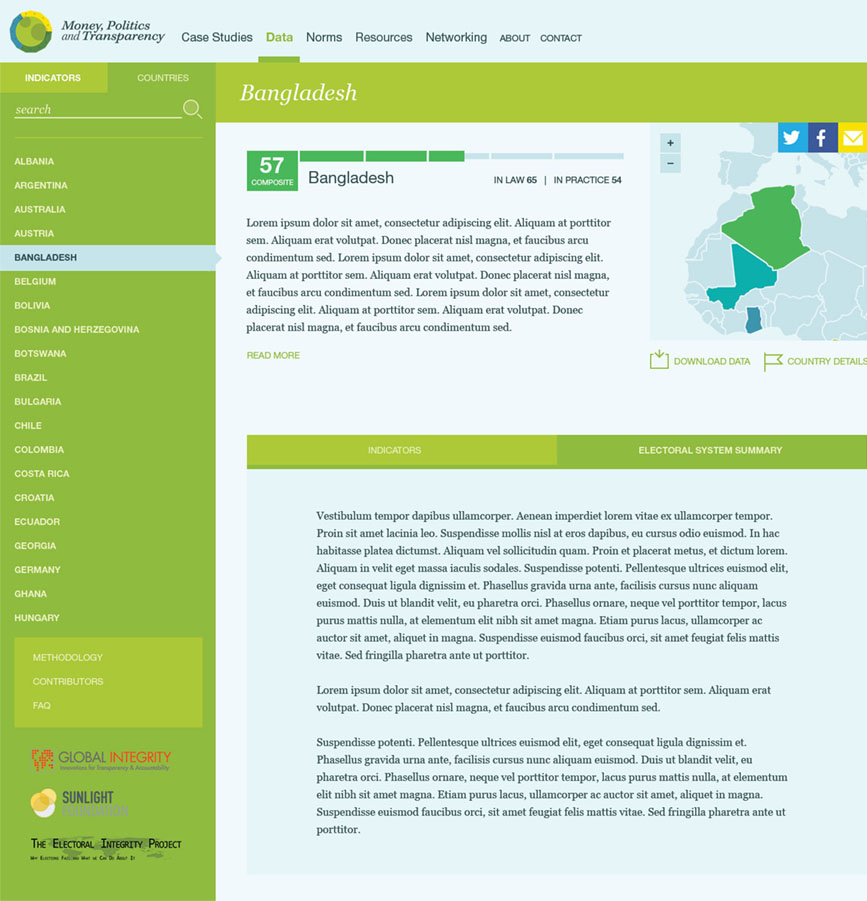 Money, Politics
and Transparency
Case Studies Data Norms Resources Networking ABOUT CONTACT
INDICATORS COUNTRIES
search
ALBANIA
ARGENTINA
AUSTRALIA
AUSTRIA
BANGLADESH
BELGIUM
BOLIVIA
BOSNIA AND HERZEGOVINA
BOTSWANA
BRAZIL
BULGARIA
CHILE
COLOMBIA
COSTA RICA
CROATIA
ECUADOR
GEORGIA
GERMANY
GHANA
HUNGARY
METHODOLOGY
CONTRIBUTORS
FAQ
GLOBAL INTEGRITY
Innovations for Transparency & Accountability
SUNLIGHT
FOUNDATION
The Electoral Integrity Project
Why Elections Fail and What we Can Do About It
Bangladesh
57
COMPOSITE
Bangladesh
IN LAW 65 | IN PRACTICE 54
Lorem ipsum dolor sit amet, consectetur adipiscing elit. Aliquam at porttitor
sem. Aliquam erat volutpat. Donec placerat nisl magna, et faucibus arcu
condimentum sed. Lorem ipsum dolor sit amet, consectetur adipiscing elit.
Aliquam at porttitor sem. Aliquam erat volutpat. Donec placerat nisl magna,
et faucibus arcu condimentum sed. Lorem ipsum dolor sit amet, consectetur
adipiscing elit. Aliquam at porttitor sem. Aliquam erat volutpat. Donec
placerat nisl magna, et faucibus arcu condimentum sed.
READ MORE
+
−
f
DOWNLOAD DATA COUNTRY DETAILS
INDICATORS ELECTORAL SYSTEM SUMMARY
Vestibulum tempor dapibus ullamcorper. Aenean imperdiet lorem vitae ex ullamcorper tempor.
Proin sit amet lacinia leo. Suspendisse mollis nisl at eros dapibus, eu cursus odio euismod. In hac
habitasse platea dictumst. Aliquam vel sollicitudin quam. Proin et placerat metus, et dictum lorem.
Aliquam in velit eget massa iaculis sodales. Suspendisse potenti. Pellentesque ultrices euismod elit,
eget consequat ligula dignissim et. Phasellus gravida urna ante, facilisis cursus nunc aliquam
euismod. Duis ut blandit velit, eu pharetra orci. Phasellus ornare, neque vel porttitor tempor, lacus
purus mattis nulla, at elementum elit nibh sit amet magna. Etiam purus lacus, ullamcorper ac
auctor sit amet, aliquet in magna. Suspendisse euismod faucibus orci, sit amet feugiat felis mattis
vitae. Sed fringilla pharetra ante ut porttitor.
Lorem ipsum dolor sit amet, consectetur adipiscing elit. Aliquam at porttitor sem. Aliquam erat
volutpat. Donec placerat nisl magna, et faucibus arcu condimentum sed.
Suspendisse potenti. Pellentesque ultrices euismod elit, eget consequat ligula dignissim et.
Phasellus gravida urna ante, facilisis cursus nunc aliquam euismod. Duis ut blandit velit, eu
pharetra orci. Phasellus ornare, neque vel porttitor tempor, lacus purus mattis nulla, at elementum
elit nibh sit amet magna. Etiam purus lacus, ullamcorper ac auctor sit amet, aliquet in magna.
Suspendisse euismod faucibus orci, sit amet feugiat felis mattis vitae. Sed fringilla pharetra ante ut
porttitor.